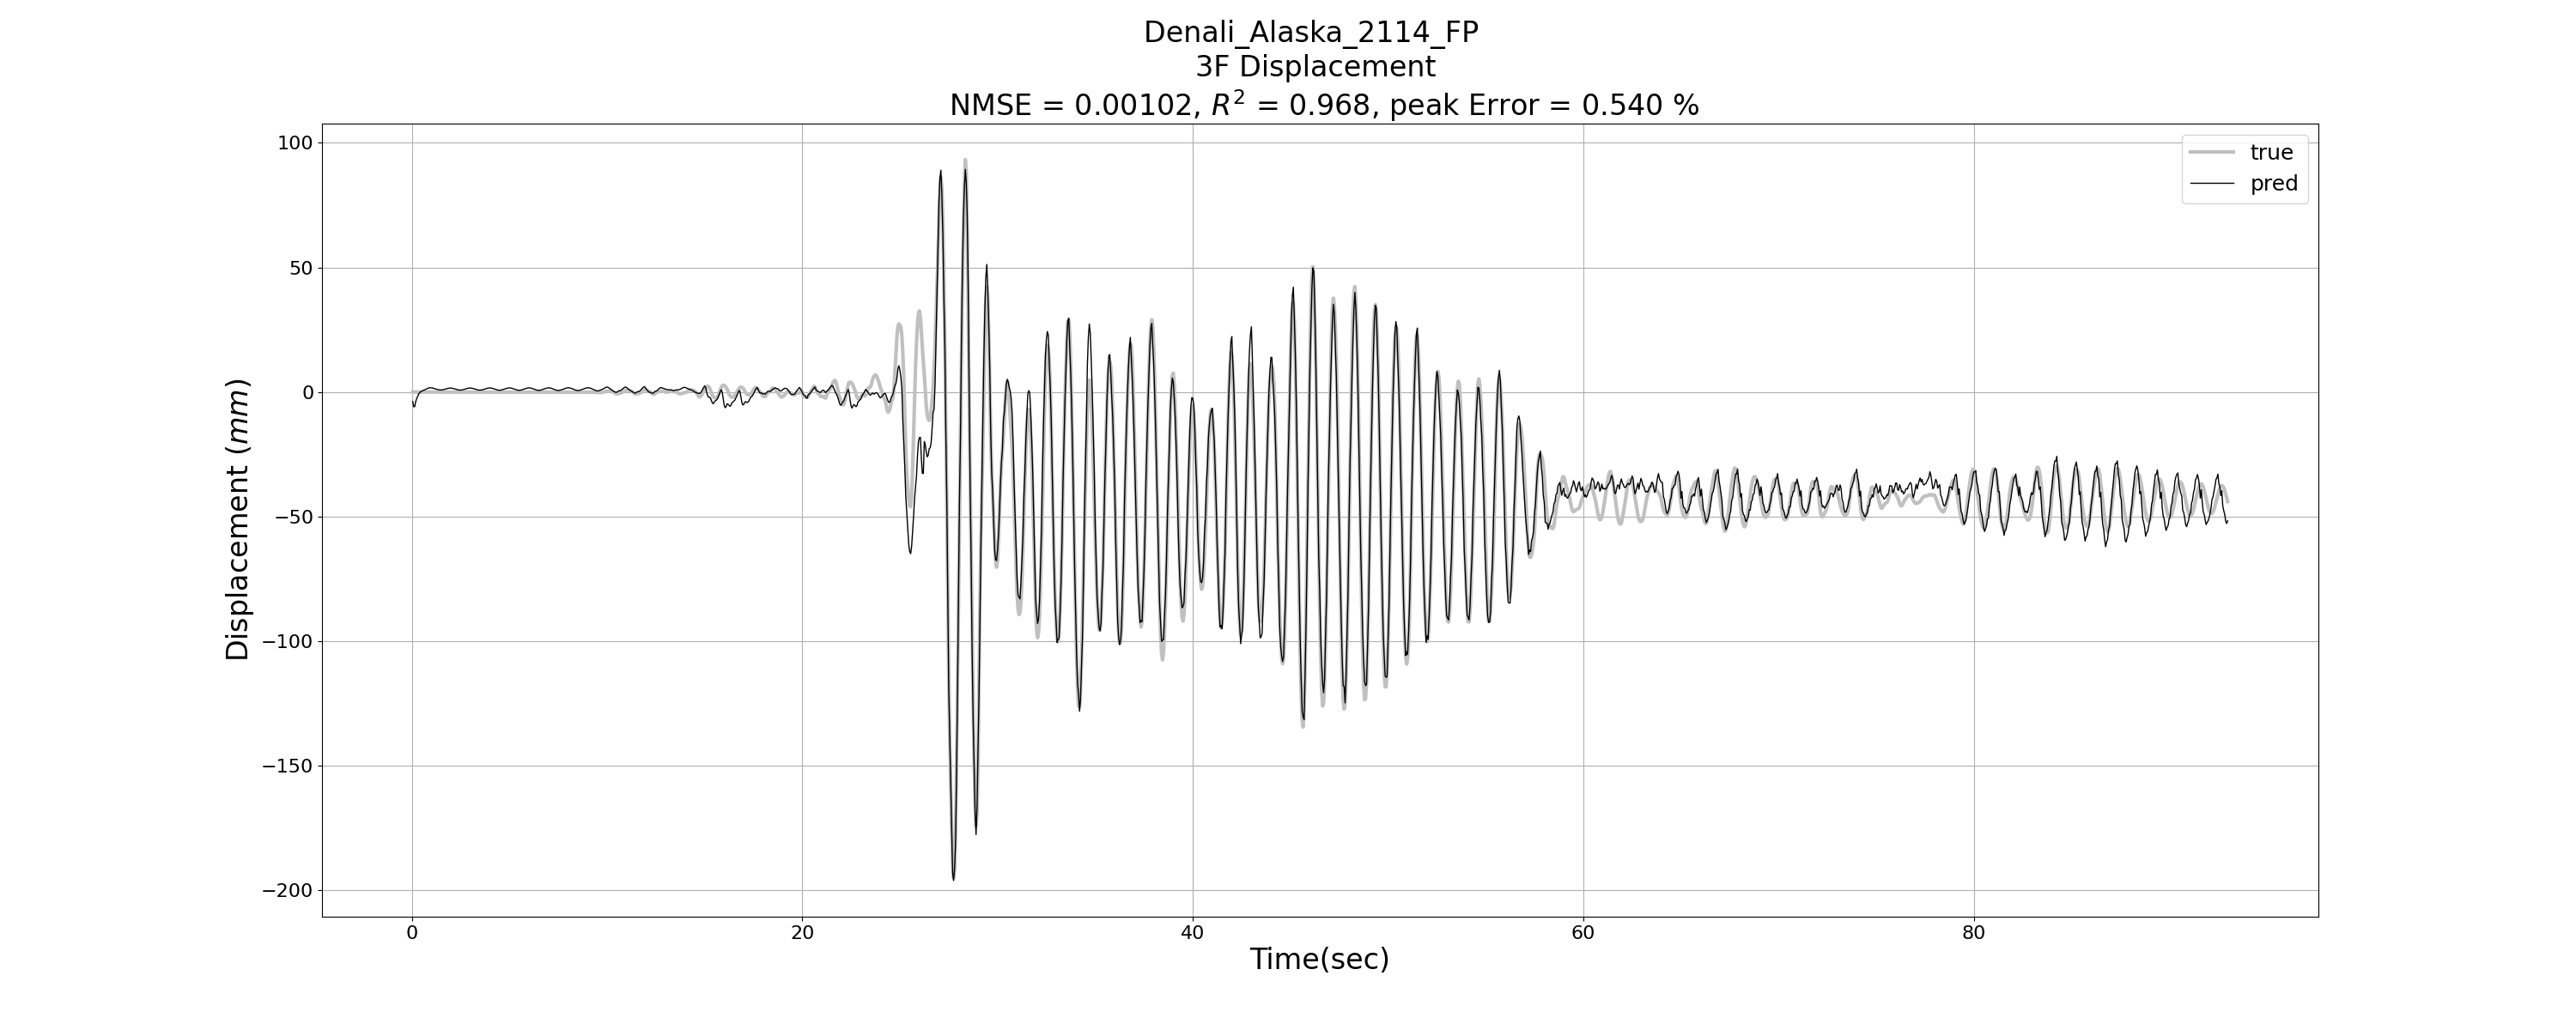 Denali_Alaska_2114_FP
3F Displacement
NMSE = 0.00102, R² = 0.968, peak Error = 0.540 %
true
pred
100
50
0
−50
−100
−150
−200
Displacement (mm)
0
20
40
60
80
Time(sec)